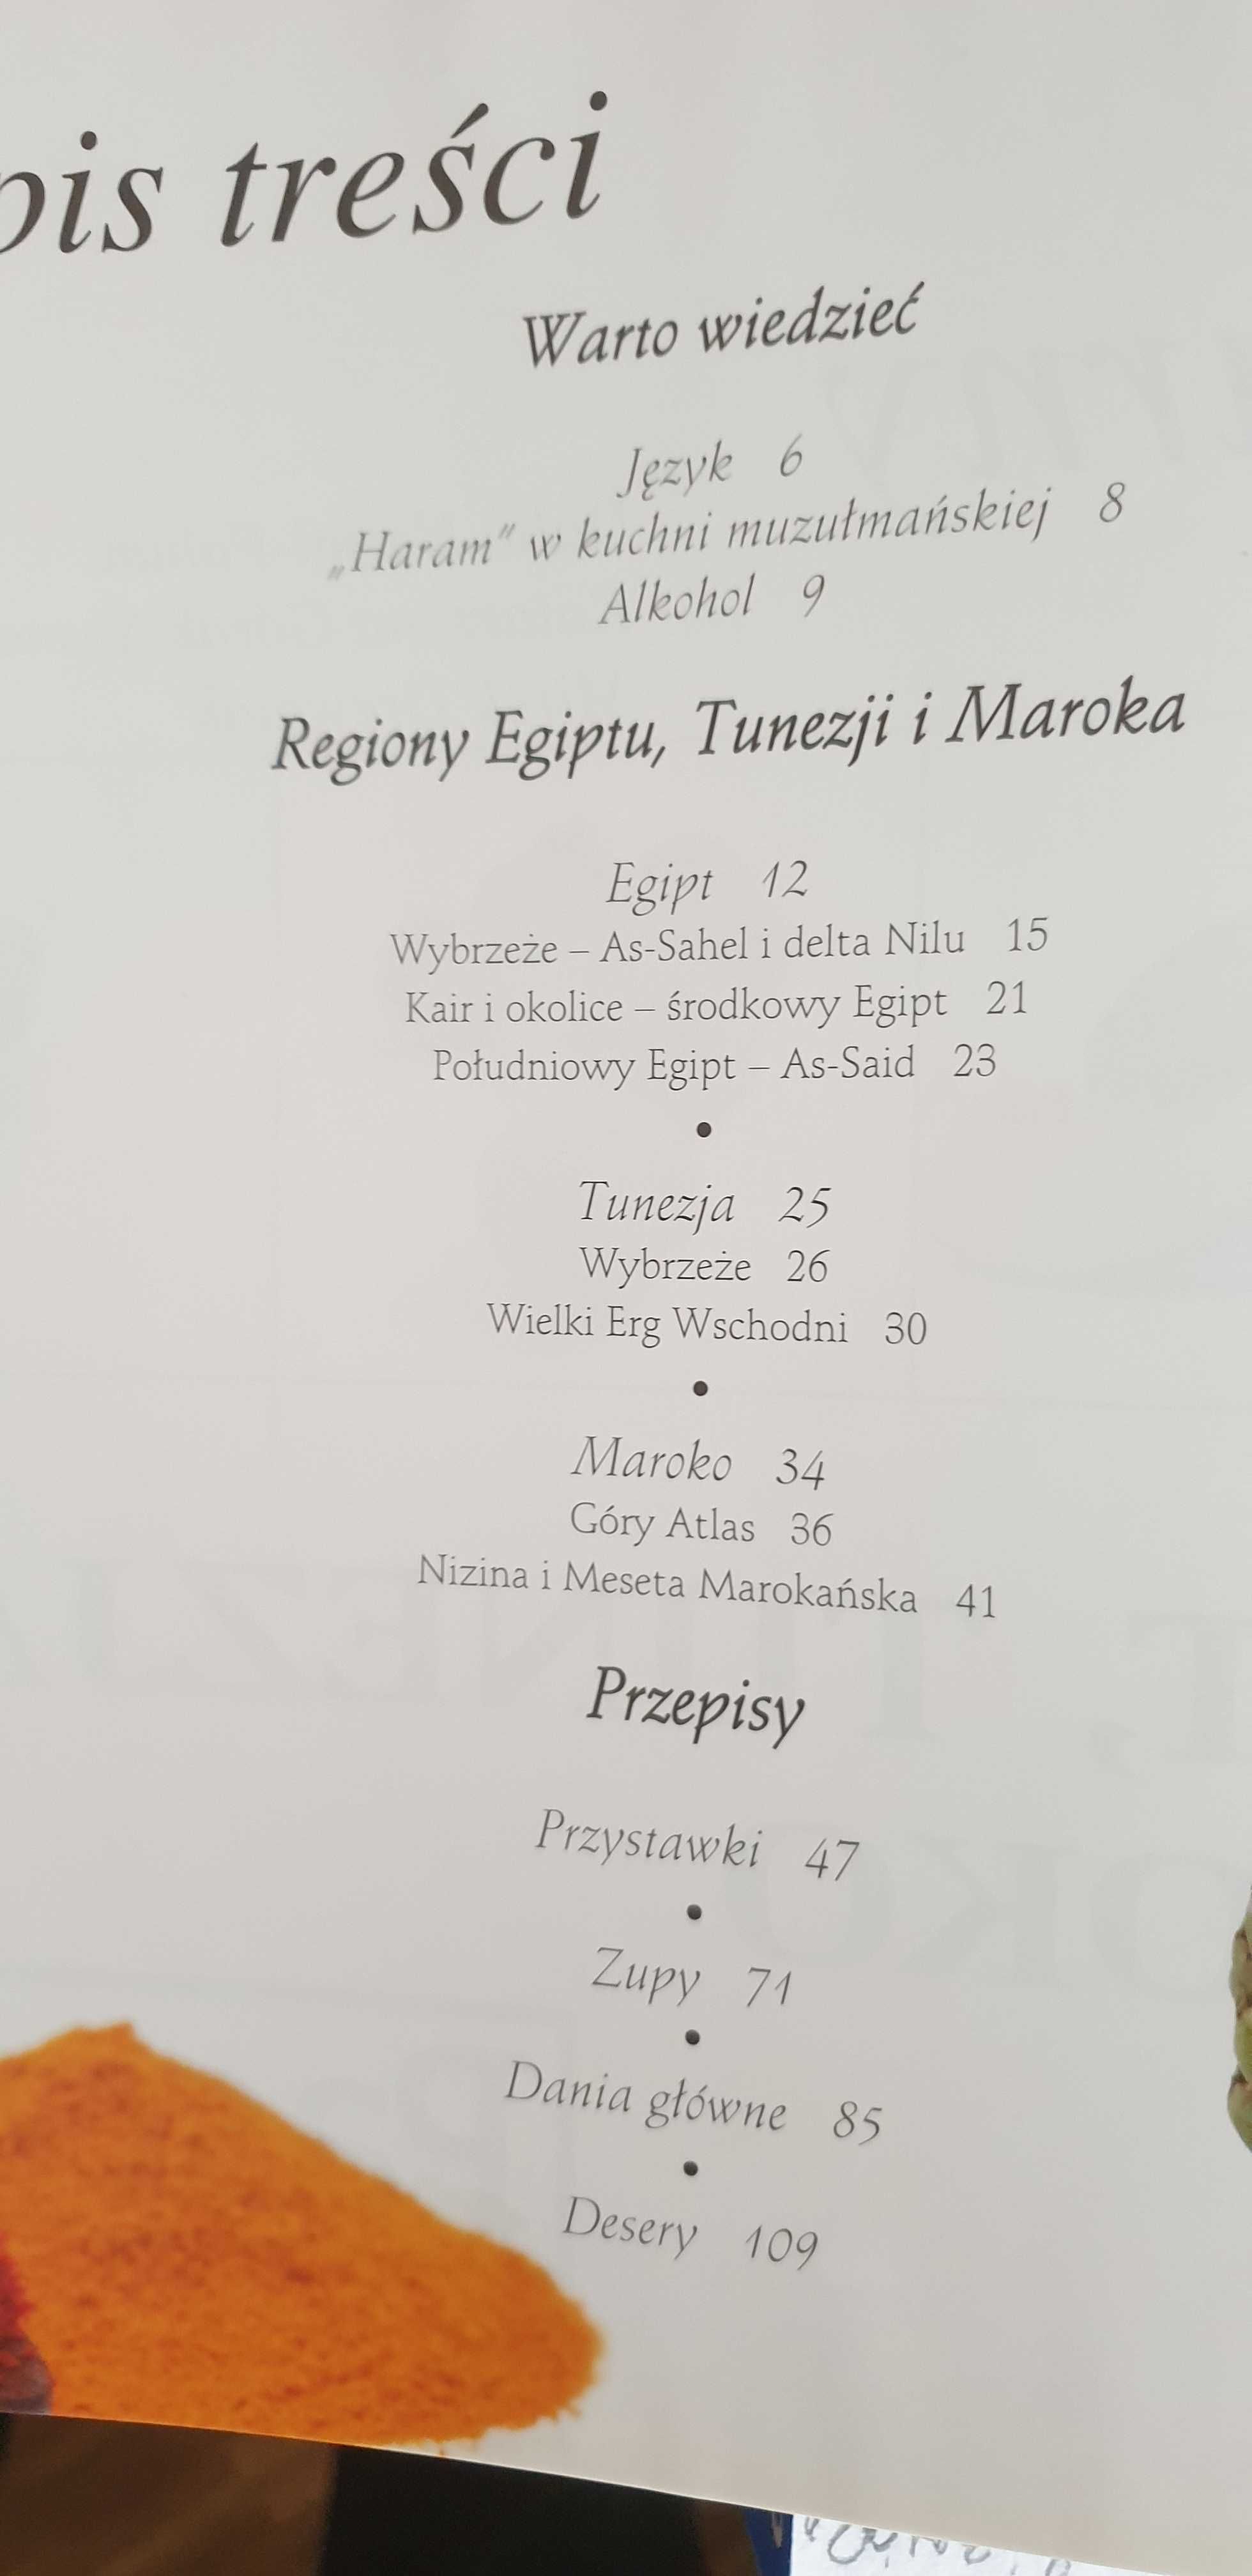 pis treści
Warto wiedzieć
Język 6
„Haram” w kuchni muzułmańskiej 8
Alkohol 9
Regiony Egiptu, Tunezji i Maroka
Egipt 12
Wybrzeże – As-Sahel i delta Nilu 15
Kair i okolice – środkowy Egipt 21
Południowy Egipt – As-Said 23
•
Tunezja 25
Wybrzeże 26
Wielki Erg Wschodni 30
•
Maroko 34
Góry Atlas 36
Nizina i Meseta Marokańska 41
Przepisy
Przystawki 47
•
Zupy 71
•
Dania główne 85
•
Desery 109